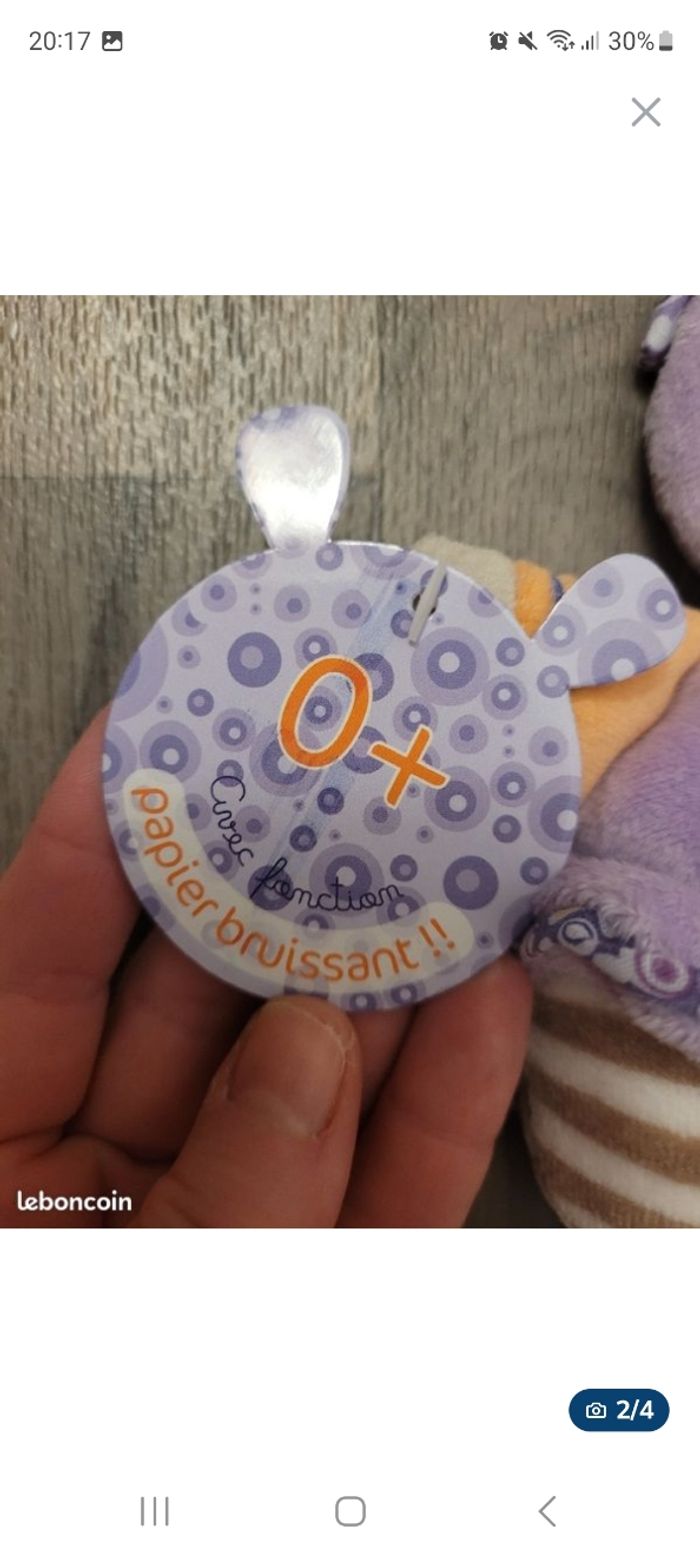 20:17
30%
0+
Avec fonction
papier bruissant !!
leboncoin
2/4